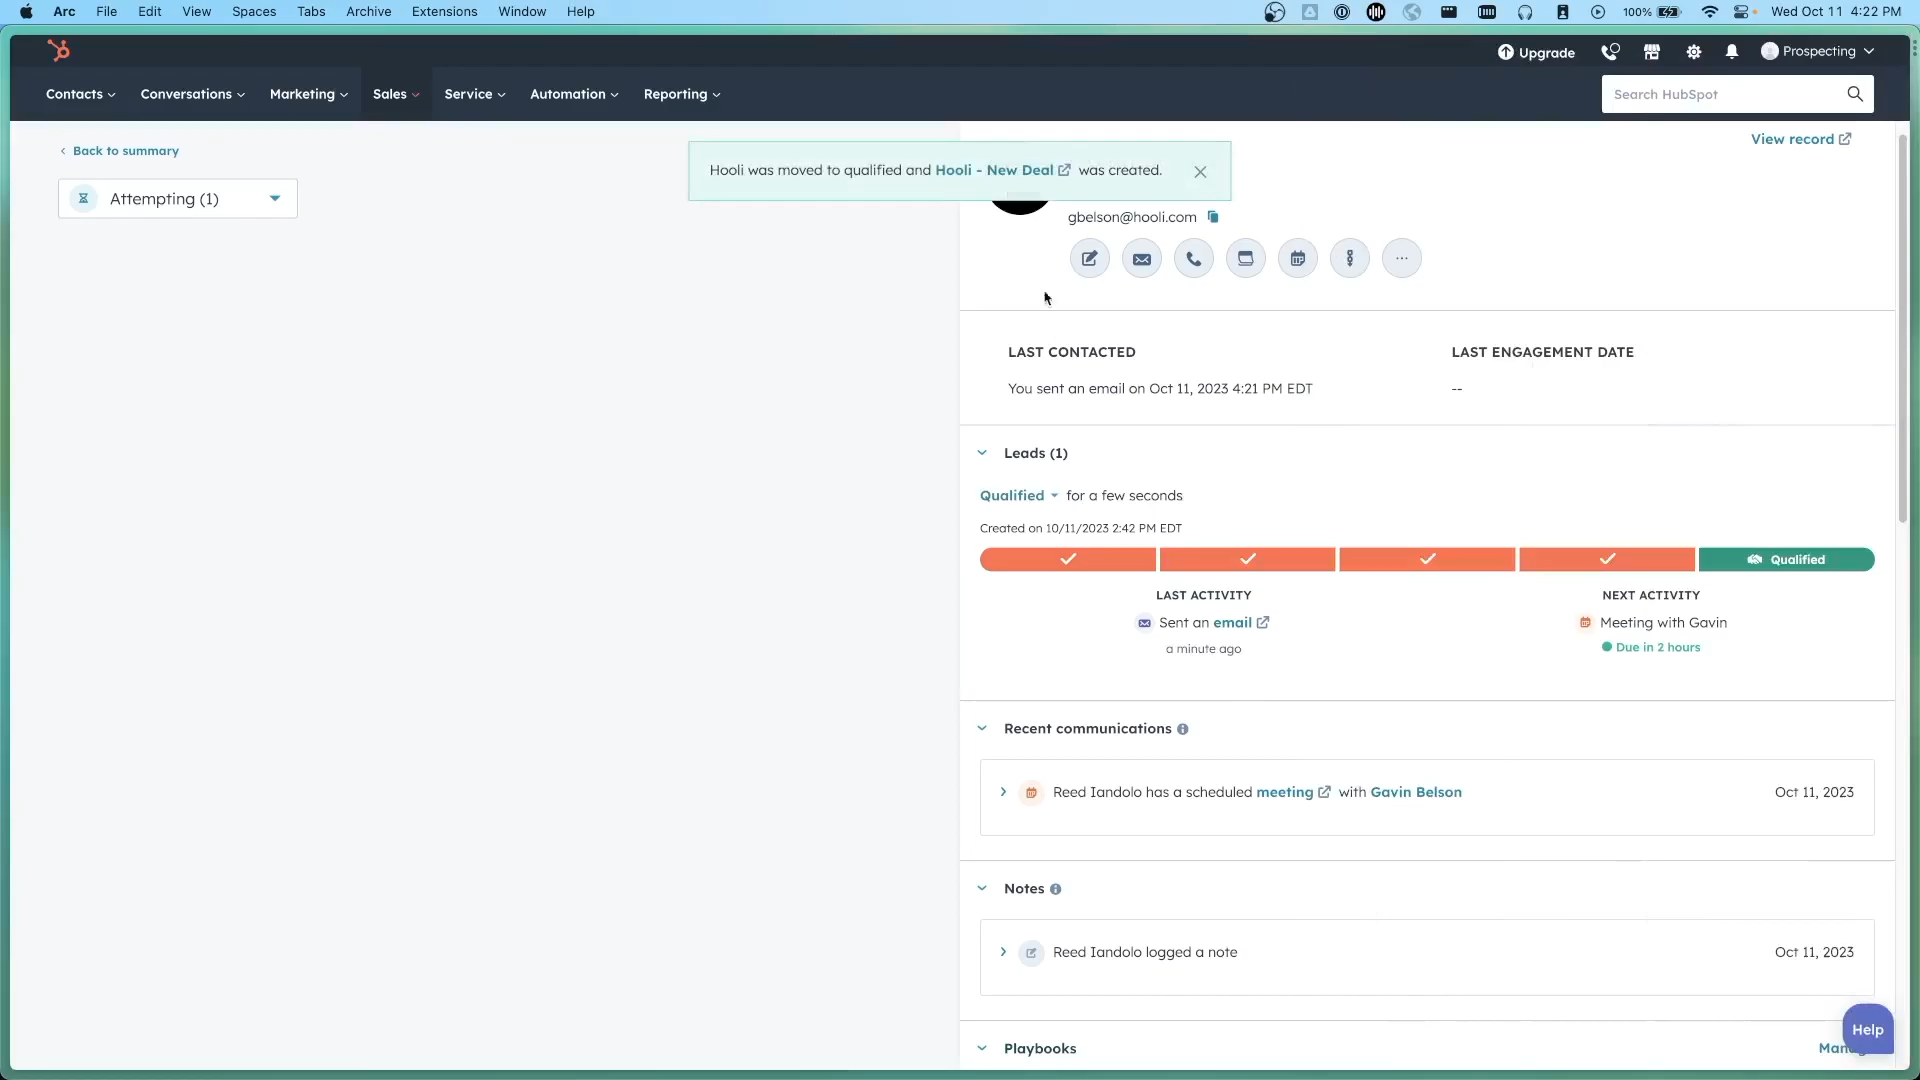 Arc File Edit View Spaces Tabs Archive Extensions Window Help 100% Wed Oct 11 4:22 PM
Upgrade Prospecting
Contacts Conversations Marketing Sales Service Automation Reporting Search HubSpot
Back to summary
View record
Hooli was moved to qualified and Hooli - New Deal was created.
Attempting (1)
gbelson@hooli.com
LAST CONTACTED LAST ENGAGEMENT DATE
You sent an email on Oct 11, 2023 4:21 PM EDT --
Leads (1)
Qualified for a few seconds
Created on 10/11/2023 2:42 PM EDT
Qualified
LAST ACTIVITY NEXT ACTIVITY
Sent an email Meeting with Gavin
a minute ago Due in 2 hours
Recent communications
Reed Iandolo has a scheduled meeting with Gavin Belson Oct 11, 2023
Notes
Reed Iandolo logged a note Oct 11, 2023
Help
Playbooks